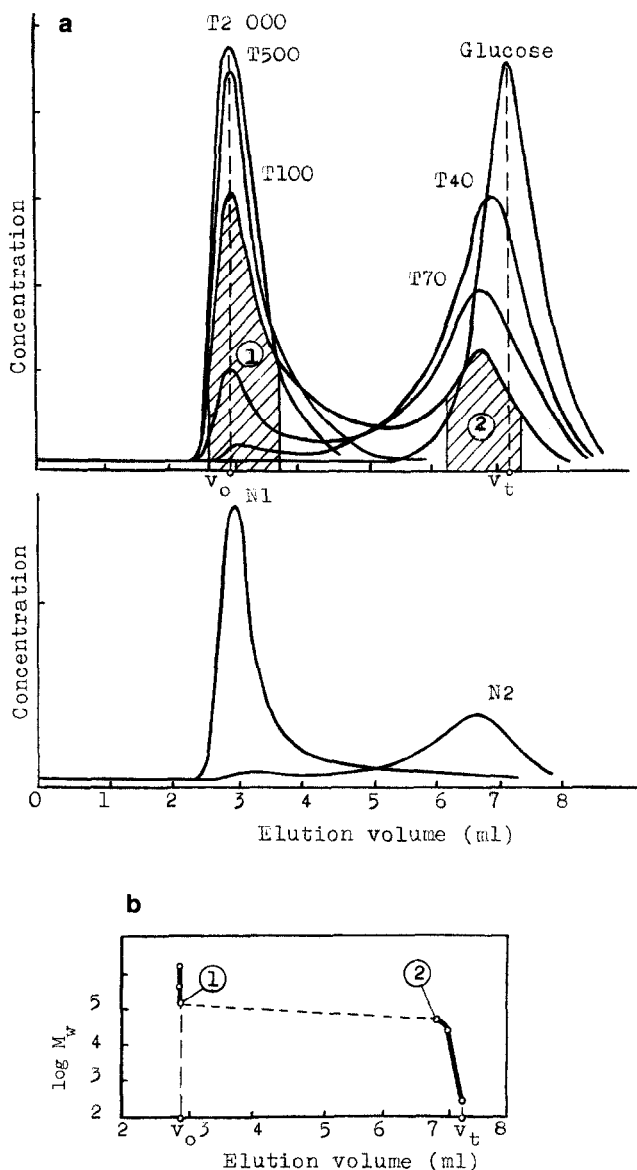 a
T2 000
T500
Glucose
T100
T40
T70
Concentration
1
2
Vo
Vt
N1
N2
Concentration
0 1 2 3 4 5 6 7 8
Elution volume (ml)
b
1
2
log Mw
5
4
3
2
2 Vo 3 4 5 6 7 Vt 8
Elution volume (ml)